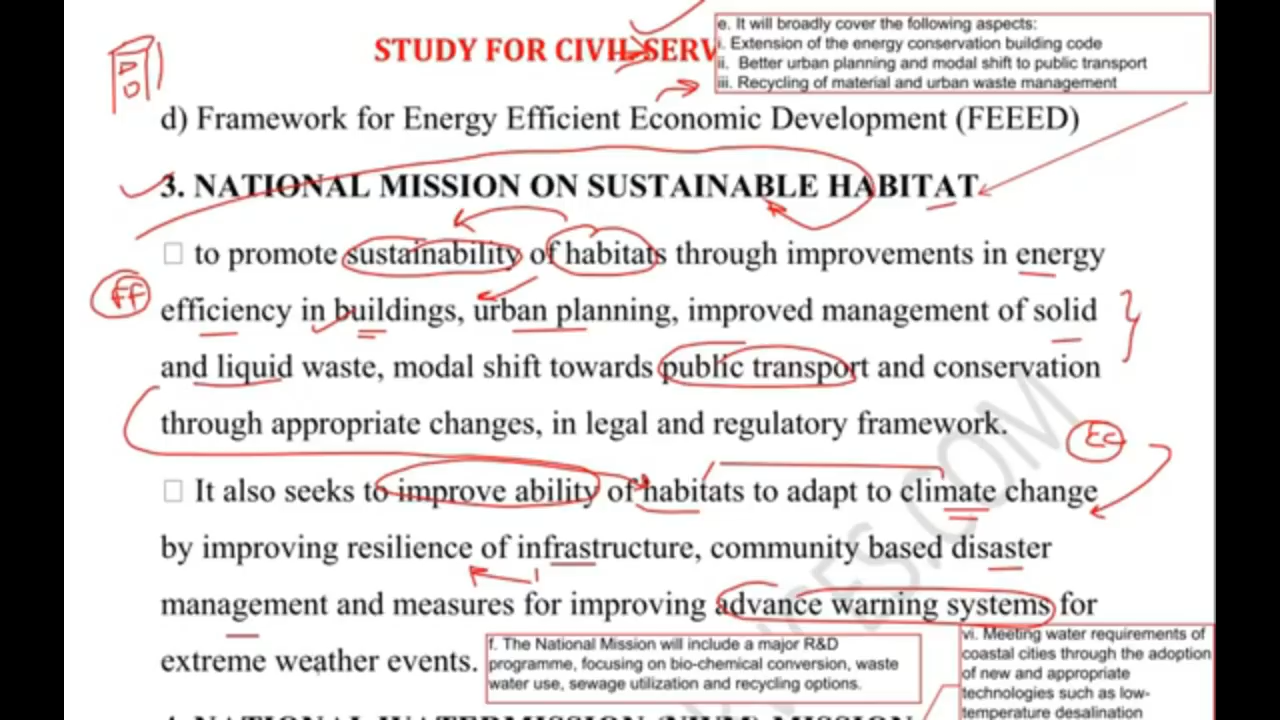 STUDY FOR CIVIL SERV
e. It will broadly cover the following aspects:
i. Extension of the energy conservation building code
ii. Better urban planning and modal shift to public transport
iii. Recycling of material and urban waste management
d) Framework for Energy Efficient Economic Development (FEEED)
3. NATIONAL MISSION ON SUSTAINABLE HABITAT
to promote sustainability of habitats through improvements in energy
efficiency in buildings, urban planning, improved management of solid
and liquid waste, modal shift towards public transport and conservation
through appropriate changes, in legal and regulatory framework.
It also seeks to improve ability of habitats to adapt to climate change
by improving resilience of infrastructure, community based disaster
management and measures for improving advance warning systems for
extreme weather events.
f. The National Mission will include a major R&D
programme, focusing on bio-chemical conversion, waste
water use, sewage utilization and recycling options.
vi. Meeting water requirements of
coastal cities through the adoption
of new and appropriate
technologies such as low-
temperature desalination
4. NATIONAL WATERMISSION (NWM) MISSION
VICES.COM